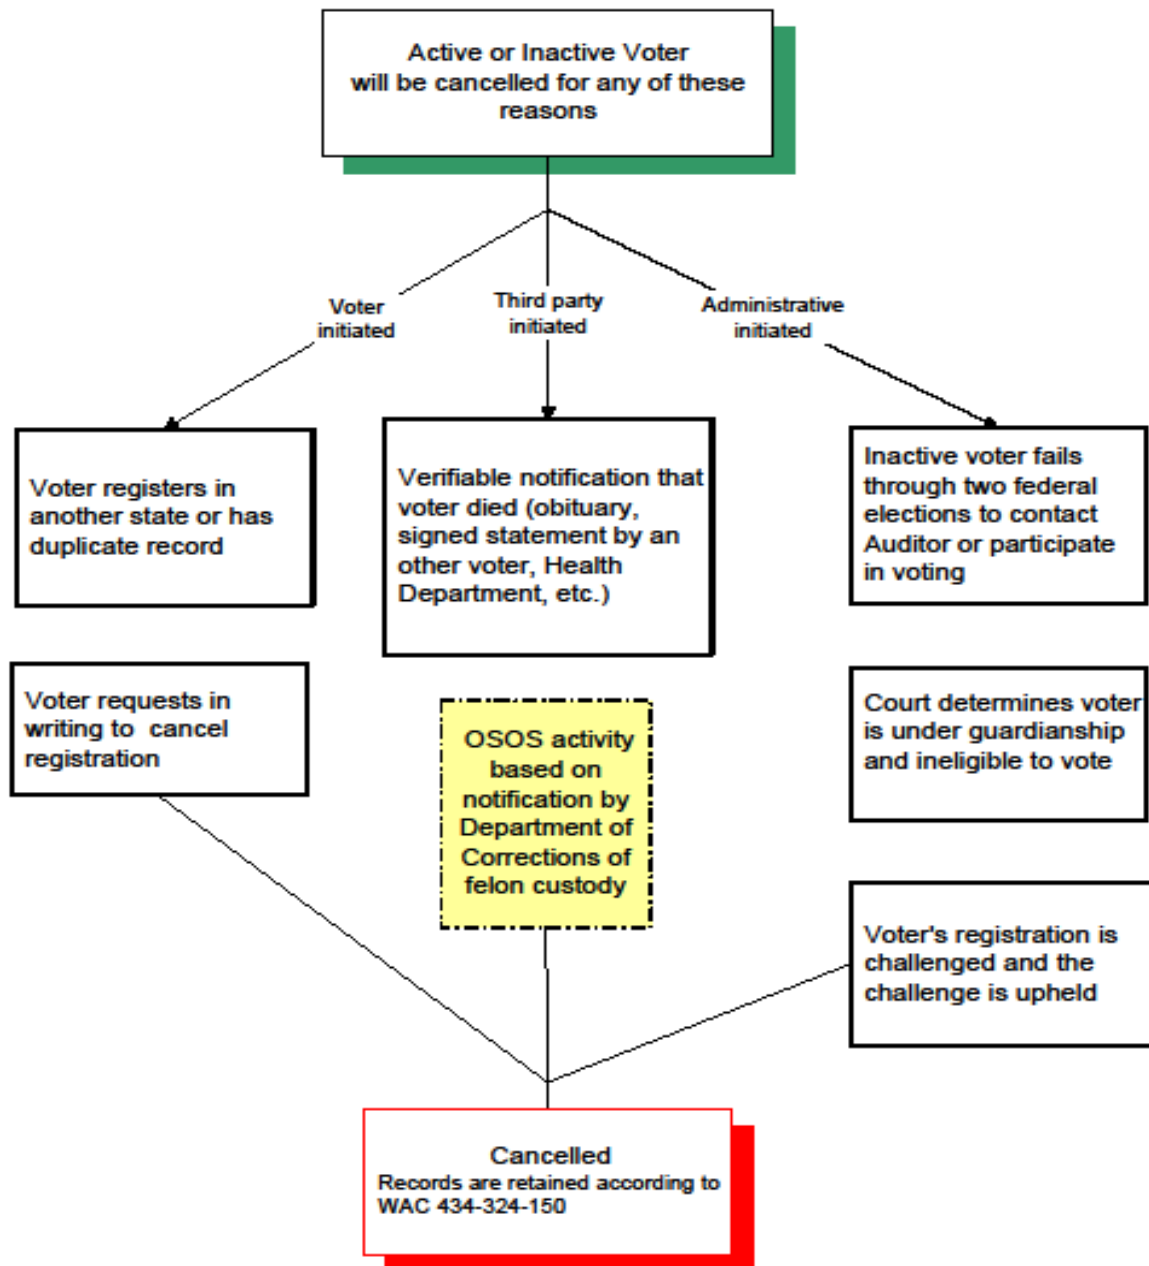 Active or Inactive Voter
will be cancelled for any of these
reasons
Voter
initiated
Third party
initiated
Administrative
initiated
Voter registers in
another state or has
duplicate record
Verifiable notification that
voter died (obituary,
signed statement by an
other voter, Health
Department, etc.)
Inactive voter fails
through two federal
elections to contact
Auditor or participate
in voting
Voter requests in
writing to cancel
registration
OSOS activity
based on
notification by
Department of
Corrections of
felon custody
Court determines voter
is under guardianship
and ineligible to vote
Voter's registration is
challenged and the
challenge is upheld
Cancelled
Records are retained according to
WAC 434-324-150